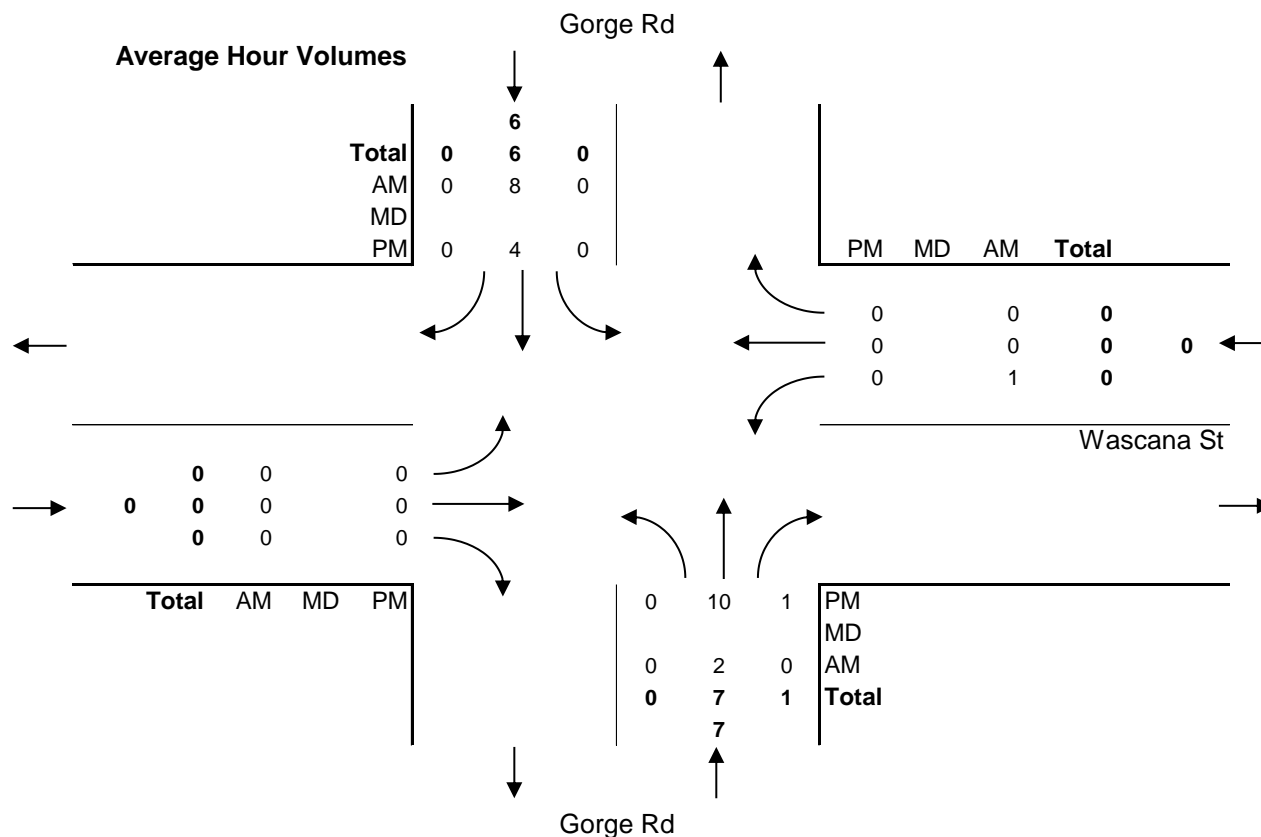 Gorge Rd
Average Hour Volumes
6
Total 0 6 0
AM 0 8 0
MD
PM 0 4 0
PM MD AM Total
0 0 0
0 0 0 0
0 1 0
Wascana St
0 0 0
0 0 0 0
0 0 0
Total AM MD PM
0 10 1 PM
MD
0 2 0 AM
0 7 1 Total
7
Gorge Rd